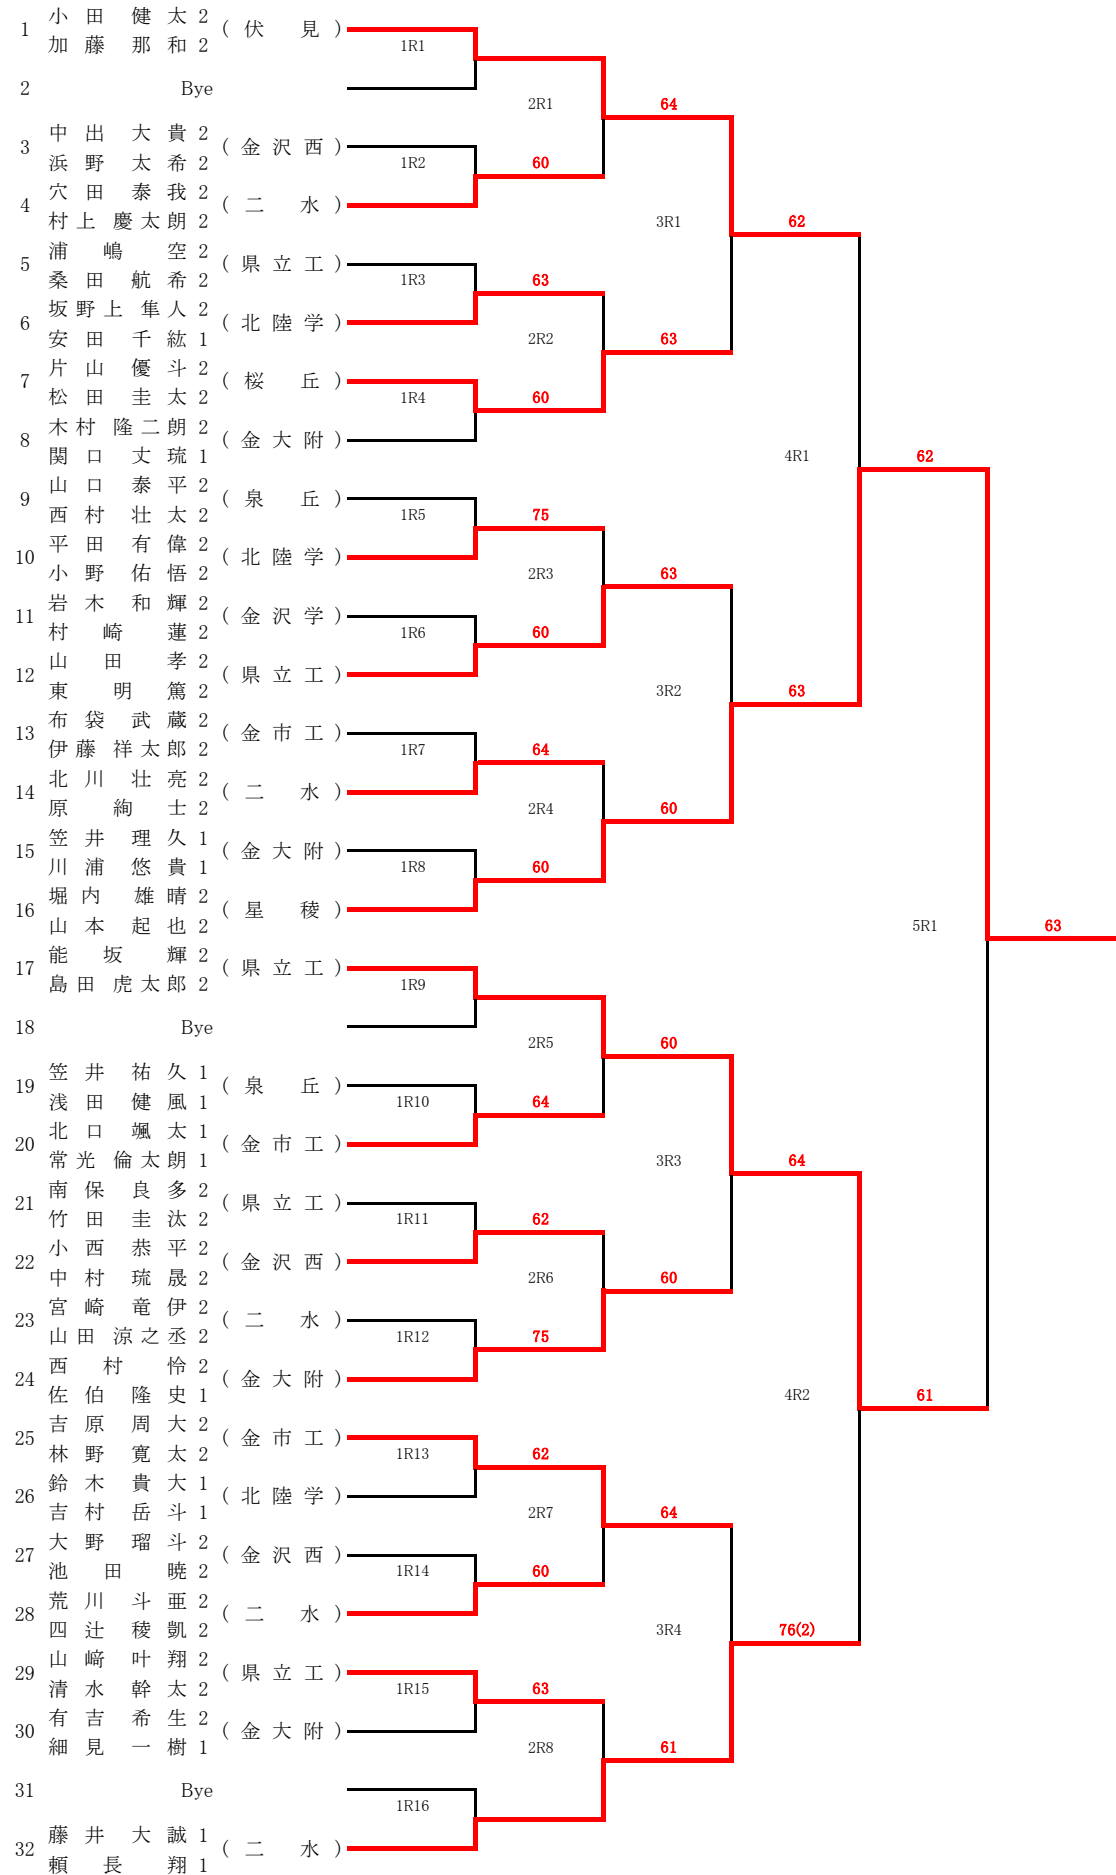 1 小田 健太 2 ( 伏 見 )
加藤 那和 2
1R1
2 Bye
2R1
64
3 中出 大貴 2 ( 金沢西 )
浜野 太希 2
1R2
60
4 穴田 泰我 2 ( 二 水 )
村上 慶太朗 2
3R1
62
5 浦嶋 空 2 ( 県立工 )
桑田 航希 2
1R3
63
6 坂野上 隼人 2 ( 北陸学 )
安田 千紘 1
2R2
63
7 片山 優斗 2 ( 桜 丘 )
松田 圭太 2
1R4
60
8 木村 隆二朗 2 ( 金大附 )
関口 丈琉 1
4R1
62
9 山口 泰平 2 ( 泉 丘 )
西村 壮太 2
1R5
75
10 平田 有偉 2 ( 北陸学 )
小野 佑悟 2
2R3
63
11 岩木 和輝 2 ( 金沢学 )
村崎 蓮 2
1R6
60
12 山田 孝 2 ( 県立工 )
東 明篤 2
3R2
63
13 布袋 武蔵 2 ( 金市工 )
伊藤 祥太郎 2
1R7
64
14 北川 壮亮 2 ( 二 水 )
原 絢士 2
2R4
60
15 笠井 理久 1 ( 金大附 )
川浦 悠貴 1
1R8
60
16 堀内 雄晴 2 ( 星 稜 )
山本 起也 2
5R1
63
17 能坂 輝 2 ( 県立工 )
島田 虎太郎 2
1R9
18 Bye
2R5
60
19 笠井 祐久 1 ( 泉 丘 )
浅田 健風 1
1R10
64
20 北口 颯太 1 ( 金市工 )
常光 倫太朗 1
3R3
64
21 南保 良多 2 ( 県立工 )
竹田 圭汰 2
1R11
62
22 小西 恭平 2 ( 金沢西 )
中村 琉晟 2
2R6
60
23 宮崎 竜伊 2 ( 二 水 )
山田 涼之丞 2
1R12
75
24 西村 怜 2 ( 金大附 )
佐伯 隆史 1
4R2
61
25 吉原 周大 2 ( 金市工 )
林野 寛太 2
1R13
62
26 鈴木 貴大 1 ( 北陸学 )
吉村 岳斗 1
2R7
64
27 大野 瑠斗 2 ( 金沢西 )
池田 暁 2
1R14
60
28 荒川 斗亜 2 ( 二 水 )
四辻 稜凱 2
3R4
76(2)
29 山﨑 叶翔 2 ( 県立工 )
清水 幹太 2
1R15
63
30 有吉 希生 2 ( 金大附 )
細見 一樹 1
2R8
61
31 Bye
1R16
32 藤井 大誠 1 ( 二 水 )
頼長 翔 1